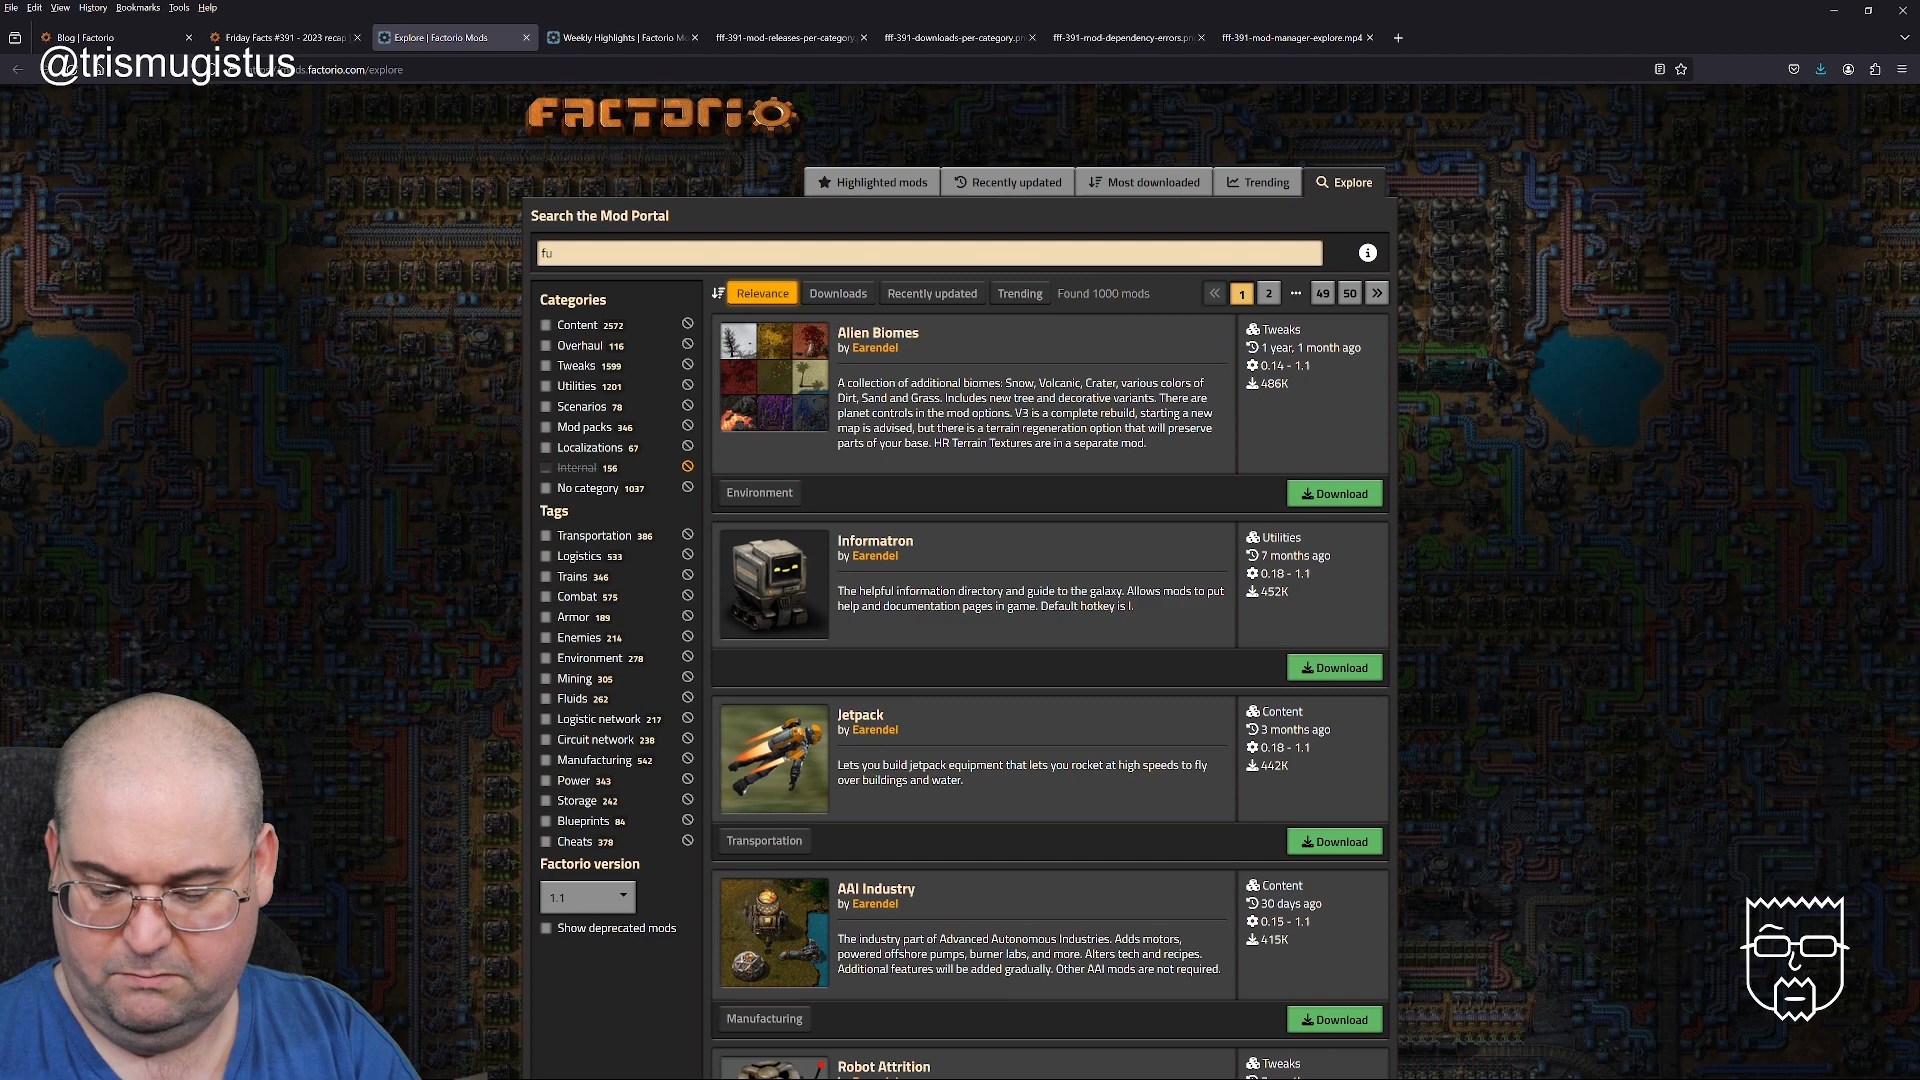 File Edit View History Bookmarks Tools Help
Blog | Factorio
Friday Facts #391 - 2023 recap |
Explore | Factorio Mods
Weekly Highlights | Factorio M
fff-391-mod-releases-per-category.
fff-391-downloads-per-category.pn
fff-391-mod-dependency-errors.pn
fff-391-mod-manager-explore.mp4
@trismugistus
.factorio.com/explore
FACTORIO
Highlighted mods
Recently updated
Most downloaded
Trending
Explore
Search the Mod Portal
fu
Categories
Content 2572
Overhaul 116
Tweaks 1599
Utilities 1201
Scenarios 78
Mod packs 346
Localizations 67
Internal 156
No category 1037
Tags
Transportation 386
Logistics 533
Trains 346
Combat 575
Armor 189
Enemies 214
Environment 278
Mining 305
Fluids 262
Logistic network 217
Circuit network 238
Manufacturing 542
Power 343
Storage 242
Blueprints 84
Cheats 378
Factorio version
1.1
Show deprecated mods
Relevance Downloads Recently updated Trending Found 1000 mods
« 1 2 ... 49 50 »
Alien Biomes
by Earendel
A collection of additional biomes: Snow, Volcanic, Crater, various colors of
Dirt, Sand and Grass. Includes new tree and decorative variants. There are
planet controls in the mod options. V3 is a complete rebuild, starting a new
map is advised, but there is a terrain regeneration option that will preserve
parts of your base. HR Terrain Textures are in a separate mod.
Tweaks
1 year, 1 month ago
0.14 - 1.1
486K
Environment
Download
Informatron
by Earendel
The helpful information directory and guide to the galaxy. Allows mods to put
help and documentation pages in game. Default hotkey is I.
Utilities
7 months ago
0.18 - 1.1
452K
Download
Jetpack
by Earendel
Lets you build jetpack equipment that lets you rocket at high speeds to fly
over buildings and water.
Content
3 months ago
0.18 - 1.1
442K
Transportation
Download
AAI Industry
by Earendel
The industry part of Advanced Autonomous Industries. Adds motors,
powered offshore pumps, burner labs, and more. Alters tech and recipes.
Additional features will be added gradually. Other AAI mods are not required.
Content
30 days ago
0.15 - 1.1
415K
Manufacturing
Download
Robot Attrition
Tweaks